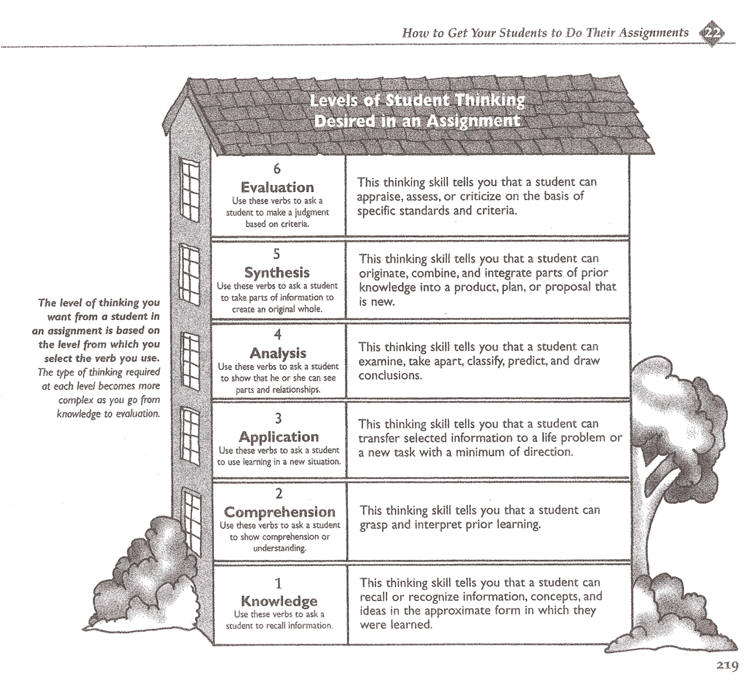 How to Get Your Students to Do Their Assignments 22
Levels of Student Thinking
Desired in an Assignment
6
Evaluation
Use these verbs to ask a
student to make a judgment
based on criteria.
This thinking skill tells you that a student can
appraise, assess, or criticize on the basis of
specific standards and criteria.
5
Synthesis
Use these verbs to ask a student
to take parts of information to
create an original whole.
This thinking skill tells you that a student can
originate, combine, and integrate parts of prior
knowledge into a product, plan, or proposal that
is new.
The level of thinking you
want from a student in
an assignment is based on
the level from which you
select the verb you use.
The type of thinking required
at each level becomes more
complex as you go from
knowledge to evaluation.
4
Analysis
Use these verbs to ask a student
to show that he or she can see
parts and relationships.
This thinking skill tells you that a student can
examine, take apart, classify, predict, and draw
conclusions.
3
Application
Use these verbs to ask a student
to use learning in a new situation.
This thinking skill tells you that a student can
transfer selected information to a life problem or
a new task with a minimum of direction.
2
Comprehension
Use these verbs to ask a student
to show comprehension or
understanding.
This thinking skill tells you that a student can
grasp and interpret prior learning.
1
Knowledge
Use these verbs to ask a
student to recall information.
This thinking skill tells you that a student can
recall or recognize information, concepts, and
ideas in the approximate form in which they
were learned.
219